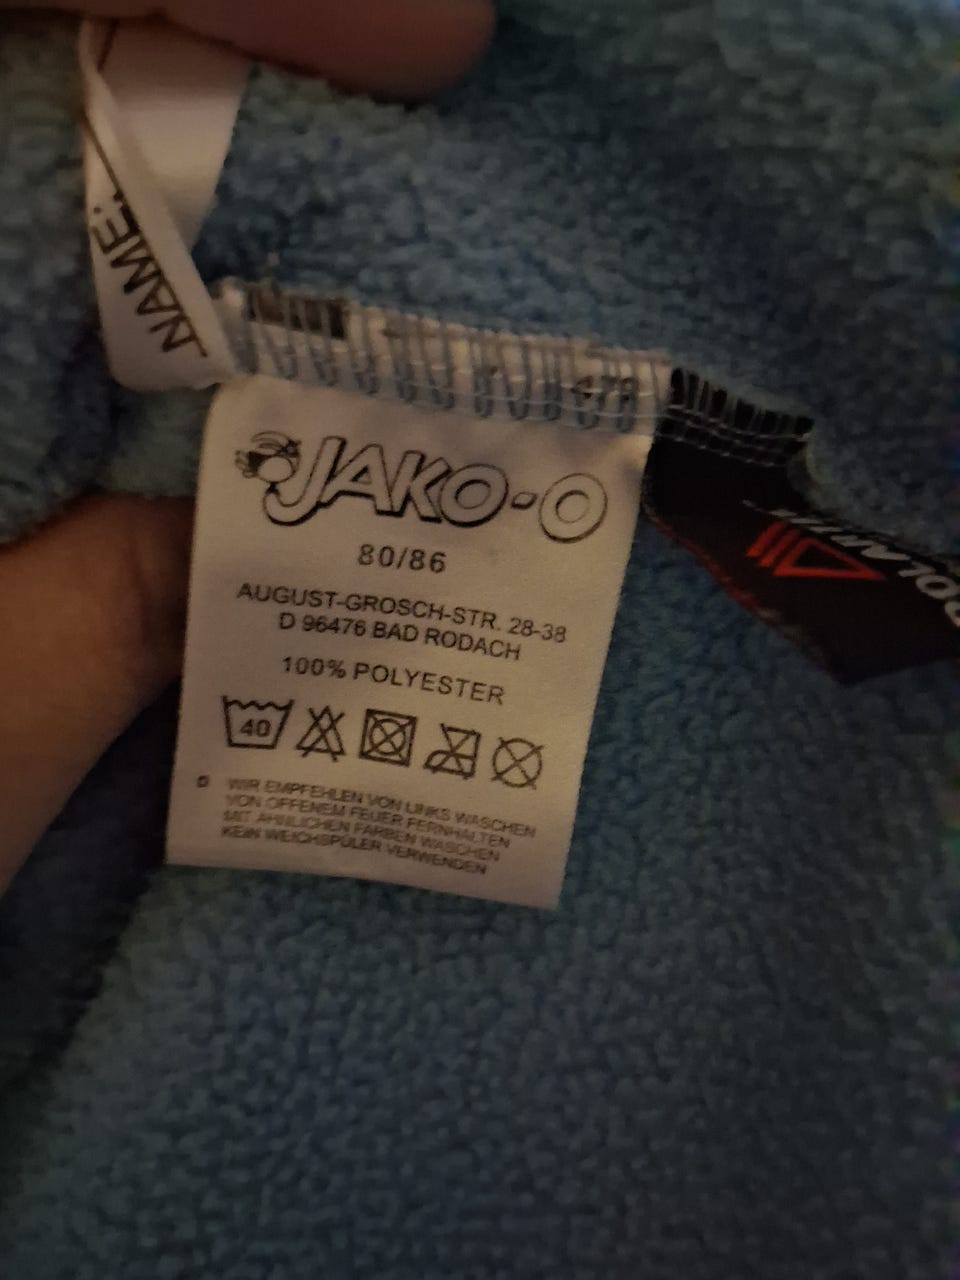 NAME:
JAKO-O
80/86
AUGUST-GROSCH-STR. 28-38
D 96476 BAD RODACH
100% POLYESTER
40
D WIR EMPFEHLEN VON LINKS WASCHEN
VON OFFENEM FEUER FERNHALTEN
MIT ÄHNLICHEN FARBEN WASCHEN
KEIN WEICHSPÜLER VERWENDEN